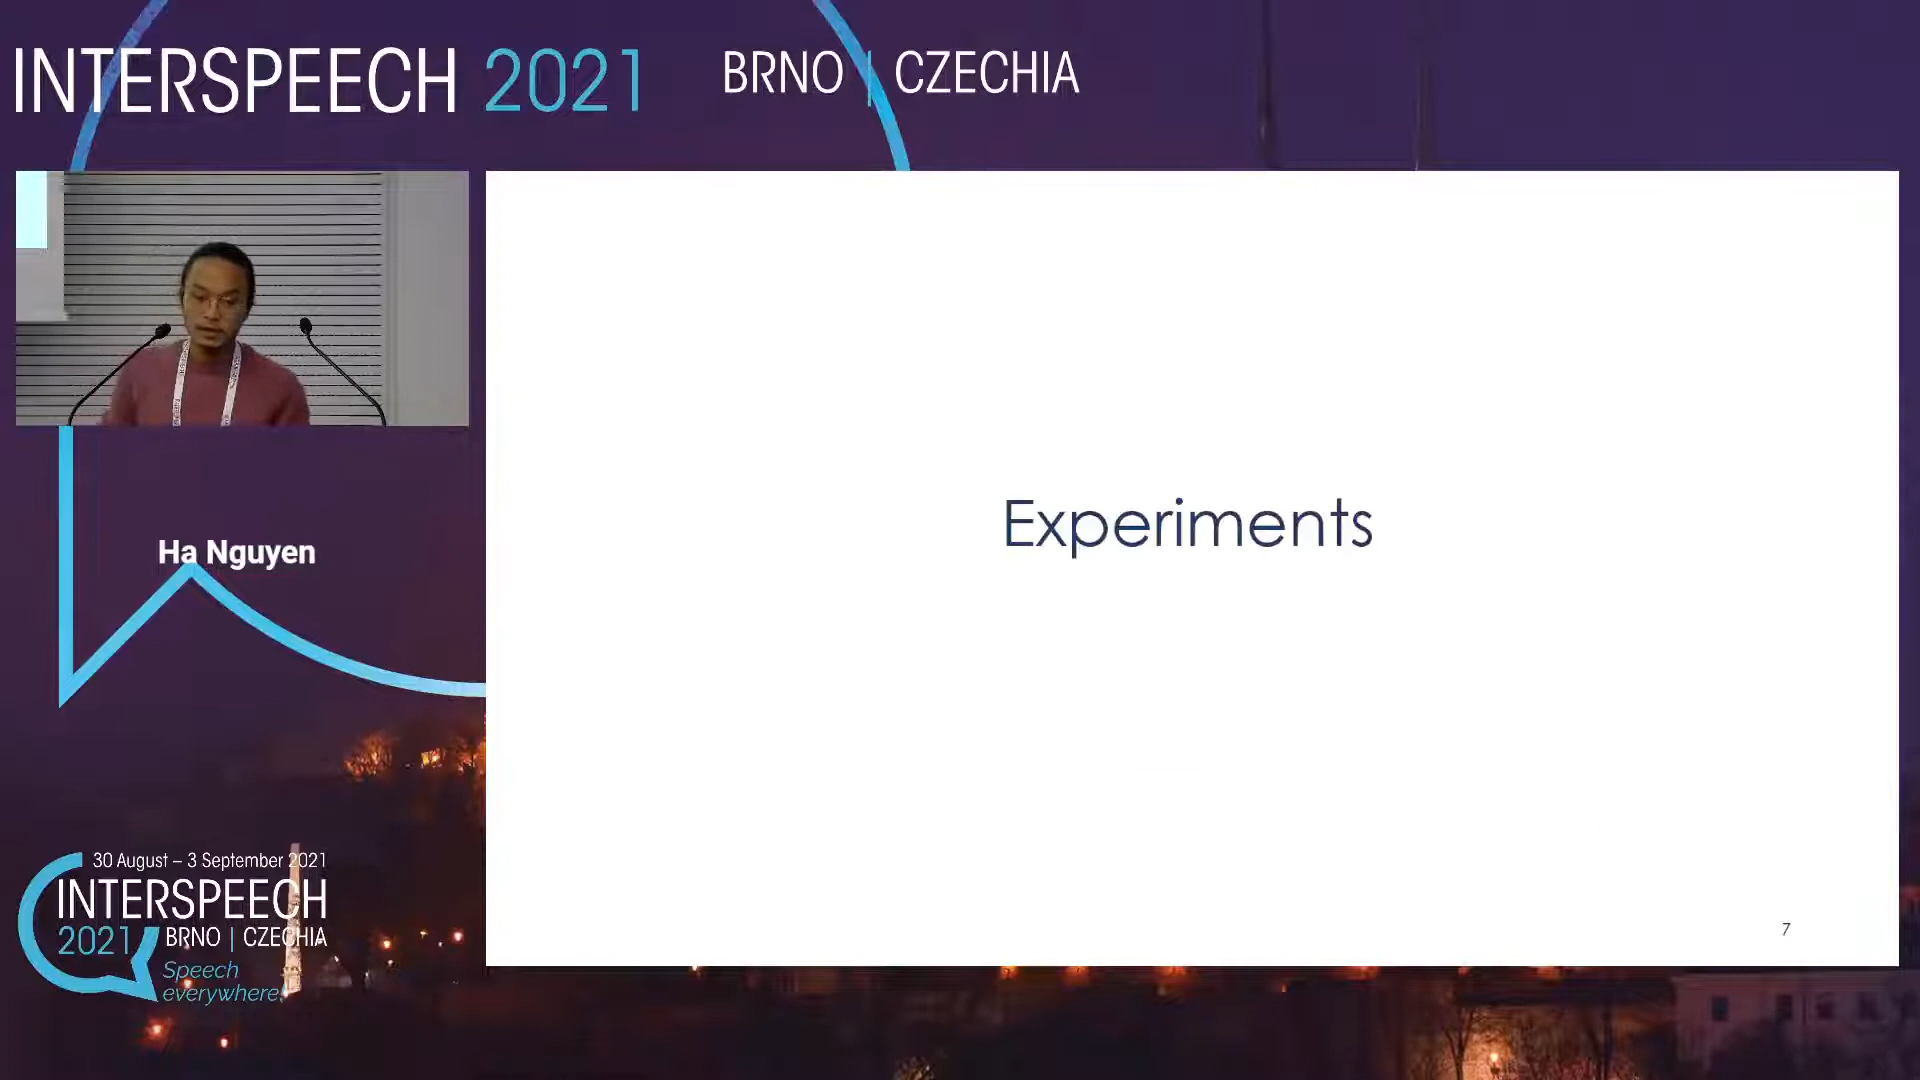 INTERSPEECH 2021 BRNO | CZECHIA
Experiments
7
Ha Nguyen
30 August – 3 September 2021
INTERSPEECH
2021 BRNO | CZECHIA
Speech
everywhere!